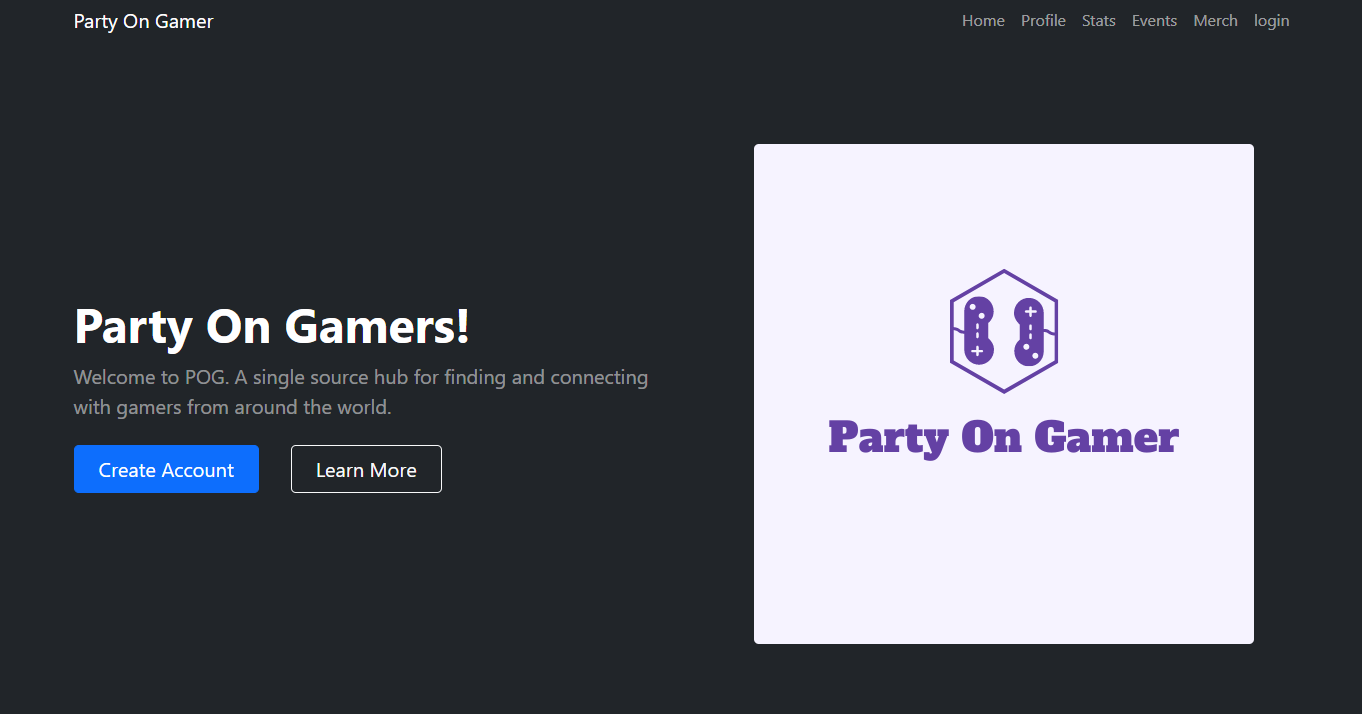 Party On Gamer
Home Profile Stats Events Merch login
Party On Gamers!
Welcome to POG. A single source hub for finding and connecting
with gamers from around the world.
Create Account
Learn More
Party On Gamer